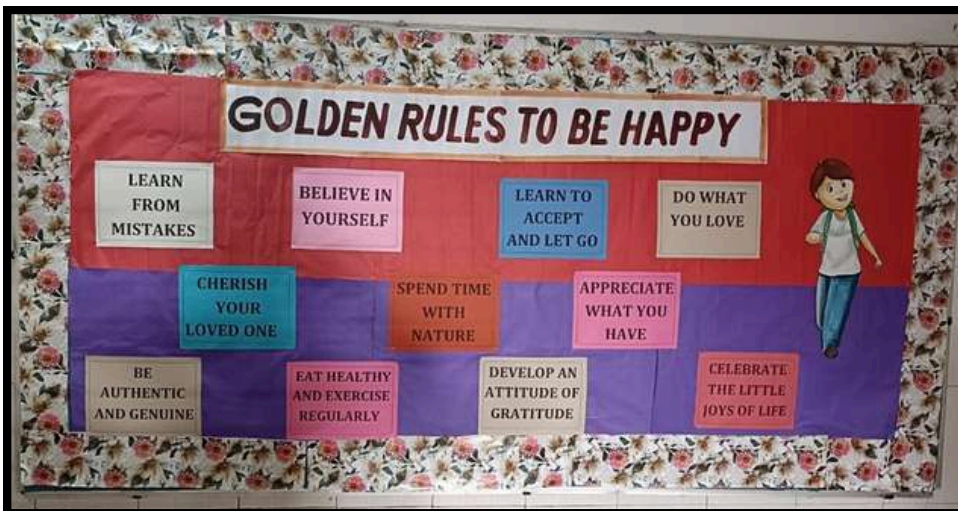 GOLDEN RULES TO BE HAPPY
LEARN
FROM
MISTAKES
BELIEVE IN
YOURSELF
LEARN TO
ACCEPT
AND LET GO
DO WHAT
YOU LOVE
CHERISH
YOUR
LOVED ONE
SPEND TIME
WITH
NATURE
APPRECIATE
WHAT YOU
HAVE
BE
AUTHENTIC
AND GENUINE
EAT HEALTHY
AND EXERCISE
REGULARLY
DEVELOP AN
ATTITUDE OF
GRATITUDE
CELEBRATE
THE LITTLE
JOYS OF LIFE